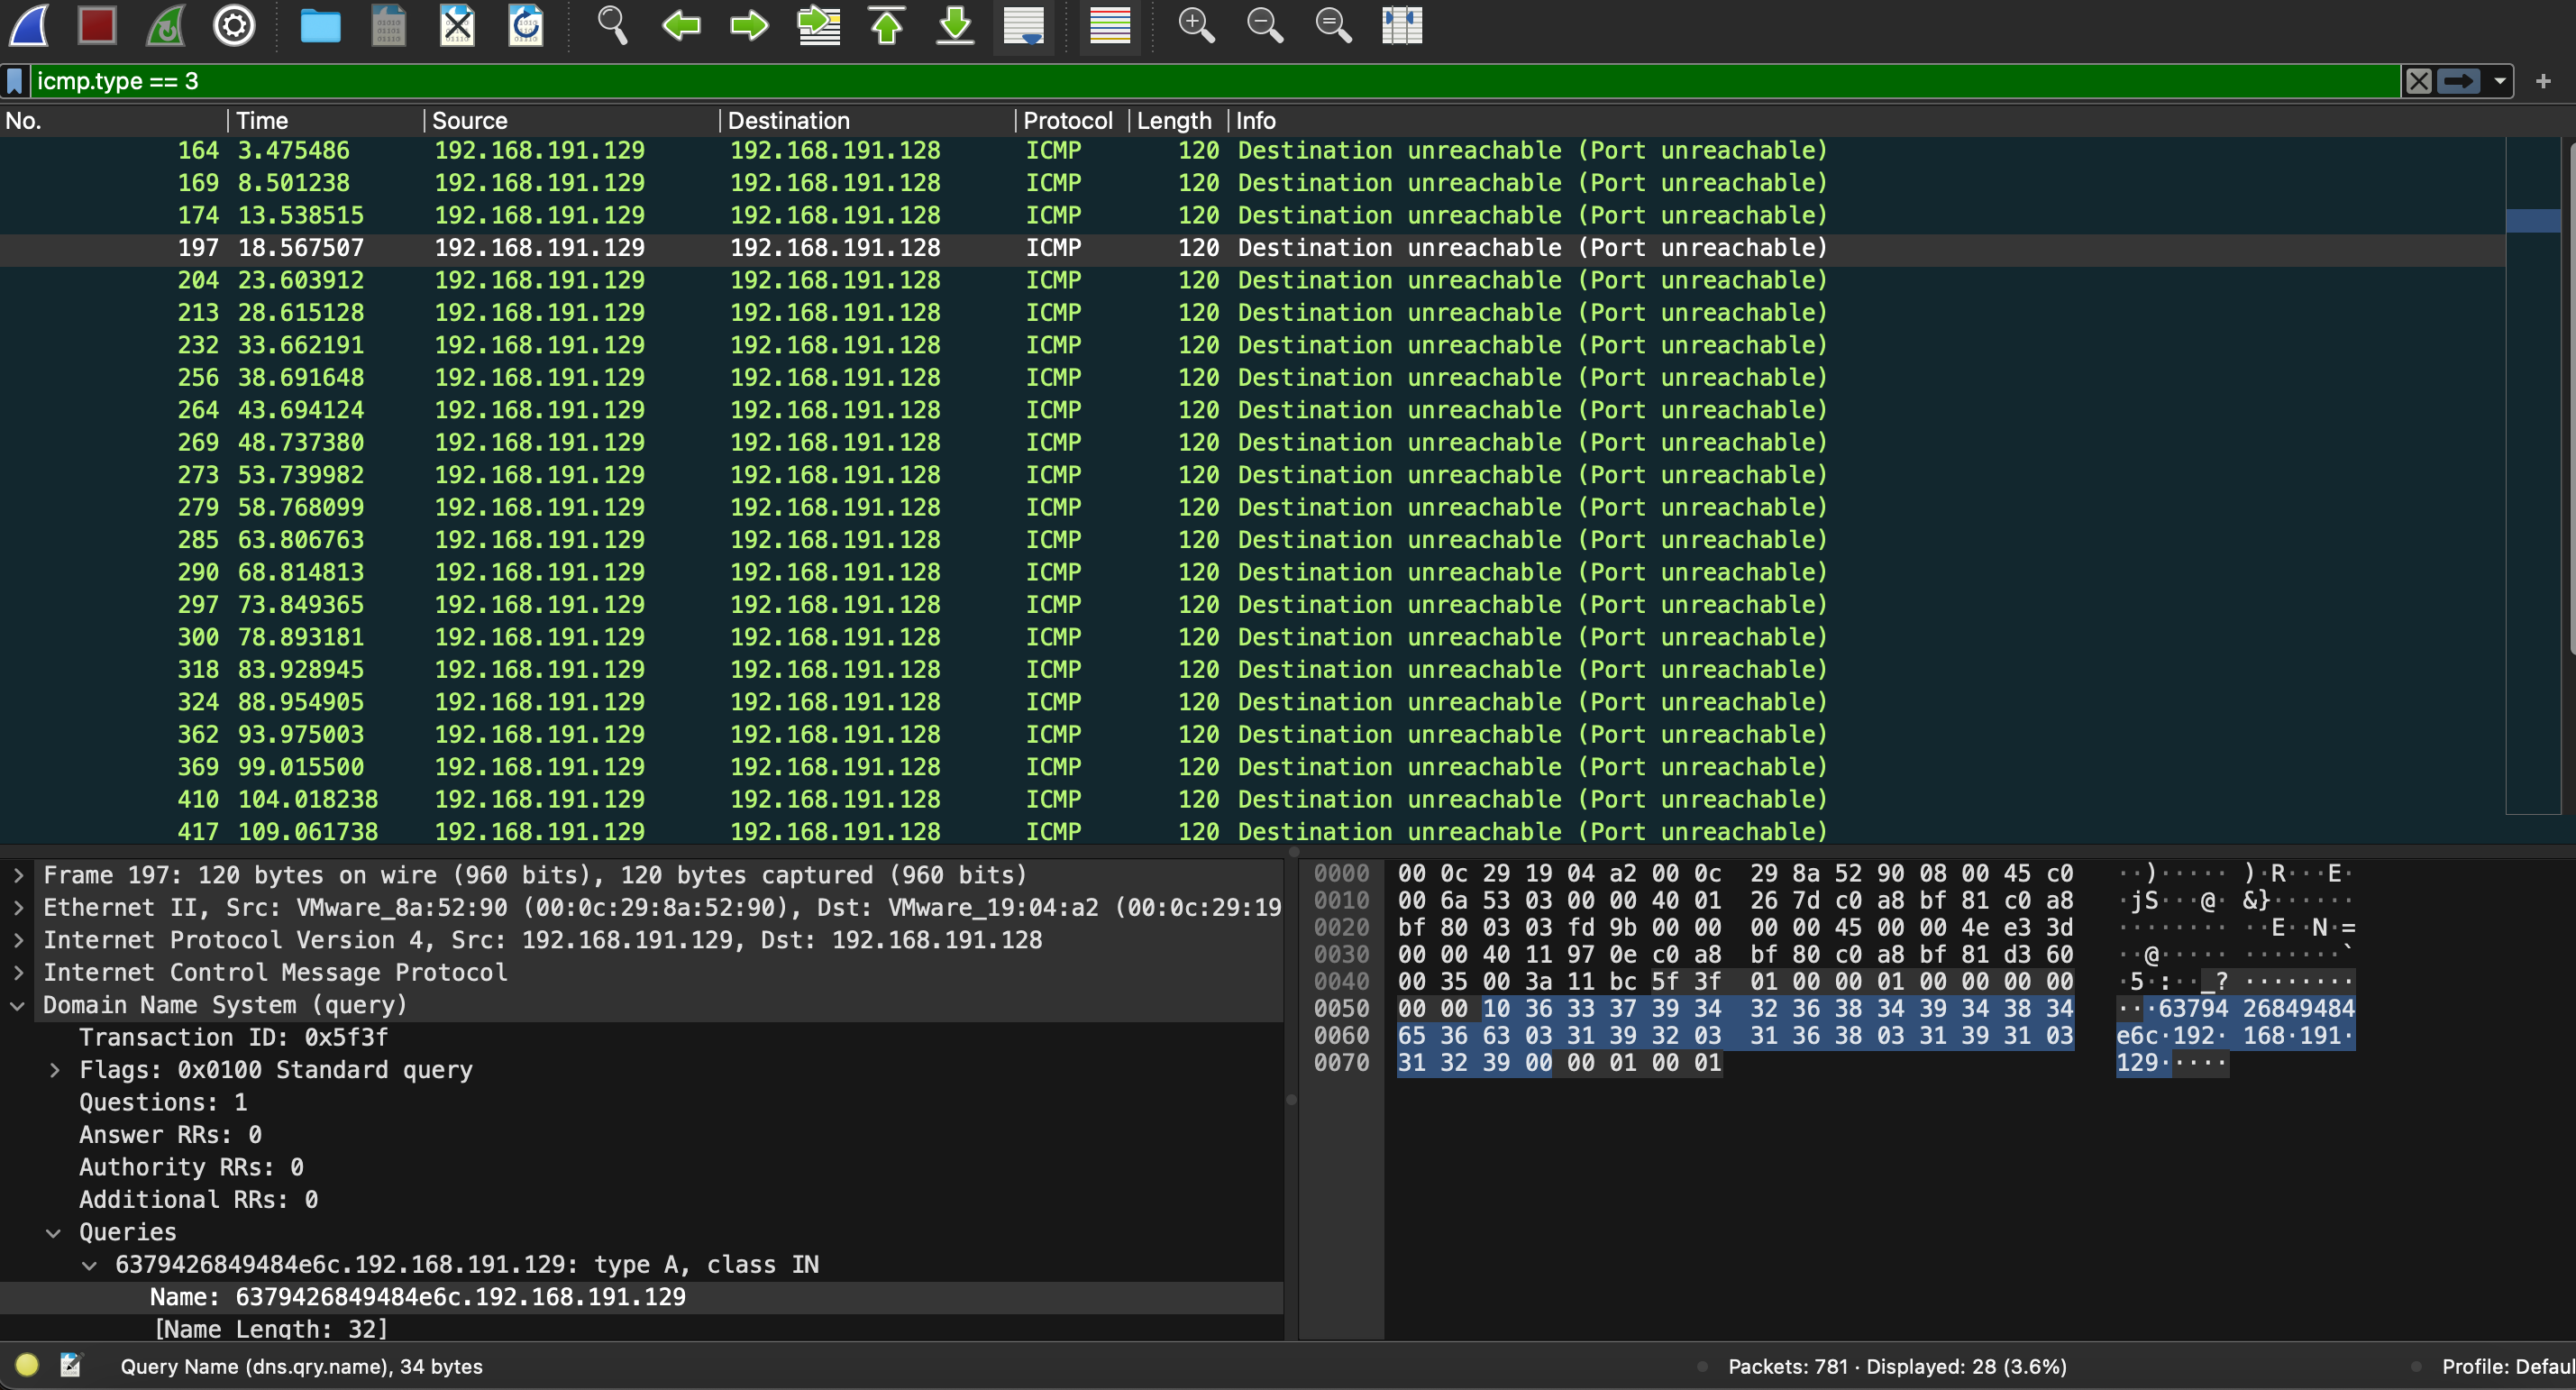 icmp.type == 3
No. Time Source Destination Protocol Length Info
164 3.475486 192.168.191.129 192.168.191.128 ICMP 120 Destination unreachable (Port unreachable)
169 8.501238 192.168.191.129 192.168.191.128 ICMP 120 Destination unreachable (Port unreachable)
174 13.538515 192.168.191.129 192.168.191.128 ICMP 120 Destination unreachable (Port unreachable)
197 18.567507 192.168.191.129 192.168.191.128 ICMP 120 Destination unreachable (Port unreachable)
204 23.603912 192.168.191.129 192.168.191.128 ICMP 120 Destination unreachable (Port unreachable)
213 28.615128 192.168.191.129 192.168.191.128 ICMP 120 Destination unreachable (Port unreachable)
232 33.662191 192.168.191.129 192.168.191.128 ICMP 120 Destination unreachable (Port unreachable)
256 38.691648 192.168.191.129 192.168.191.128 ICMP 120 Destination unreachable (Port unreachable)
264 43.694124 192.168.191.129 192.168.191.128 ICMP 120 Destination unreachable (Port unreachable)
269 48.737380 192.168.191.129 192.168.191.128 ICMP 120 Destination unreachable (Port unreachable)
273 53.739982 192.168.191.129 192.168.191.128 ICMP 120 Destination unreachable (Port unreachable)
279 58.768099 192.168.191.129 192.168.191.128 ICMP 120 Destination unreachable (Port unreachable)
285 63.806763 192.168.191.129 192.168.191.128 ICMP 120 Destination unreachable (Port unreachable)
290 68.814813 192.168.191.129 192.168.191.128 ICMP 120 Destination unreachable (Port unreachable)
297 73.849365 192.168.191.129 192.168.191.128 ICMP 120 Destination unreachable (Port unreachable)
300 78.893181 192.168.191.129 192.168.191.128 ICMP 120 Destination unreachable (Port unreachable)
318 83.928945 192.168.191.129 192.168.191.128 ICMP 120 Destination unreachable (Port unreachable)
324 88.954905 192.168.191.129 192.168.191.128 ICMP 120 Destination unreachable (Port unreachable)
362 93.975003 192.168.191.129 192.168.191.128 ICMP 120 Destination unreachable (Port unreachable)
369 99.015500 192.168.191.129 192.168.191.128 ICMP 120 Destination unreachable (Port unreachable)
410 104.018238 192.168.191.129 192.168.191.128 ICMP 120 Destination unreachable (Port unreachable)
417 109.061738 192.168.191.129 192.168.191.128 ICMP 120 Destination unreachable (Port unreachable)
Frame 197: 120 bytes on wire (960 bits), 120 bytes captured (960 bits)
Ethernet II, Src: VMware_8a:52:90 (00:0c:29:8a:52:90), Dst: VMware_19:04:a2 (00:0c:29:19
Internet Protocol Version 4, Src: 192.168.191.129, Dst: 192.168.191.128
Internet Control Message Protocol
Domain Name System (query)
Transaction ID: 0x5f3f
Flags: 0x0100 Standard query
Questions: 1
Answer RRs: 0
Authority RRs: 0
Additional RRs: 0
Queries
6379426849484e6c.192.168.191.129: type A, class IN
Name: 6379426849484e6c.192.168.191.129
[Name Length: 32]
0000 00 0c 29 19 04 a2 00 0c 29 8a 52 90 08 00 45 c0 ··)····· )·R···E·
0010 00 6a 53 03 00 00 40 01 26 7d c0 a8 bf 81 c0 a8 ·jS···@· &}······
0020 bf 80 03 03 fd 9b 00 00 00 00 45 00 00 4e e3 3d ········ ··E··N·=
0030 00 00 40 11 97 0e c0 a8 bf 80 c0 a8 bf 81 d3 60 ··@····· ·······`
0040 00 35 00 3a 11 bc 5f 3f 01 00 00 01 00 00 00 00 ·5·:··_? ········
0050 00 00 10 36 33 37 39 34 32 36 38 34 39 34 38 34 ···63794 26849484
0060 65 36 63 03 31 39 32 03 31 36 38 03 31 39 31 03 e6c·192· 168·191·
0070 31 32 39 00 00 01 00 01 129·····
Query Name (dns.qry.name), 34 bytes
Packets: 781 · Displayed: 28 (3.6%)
Profile: Defaul